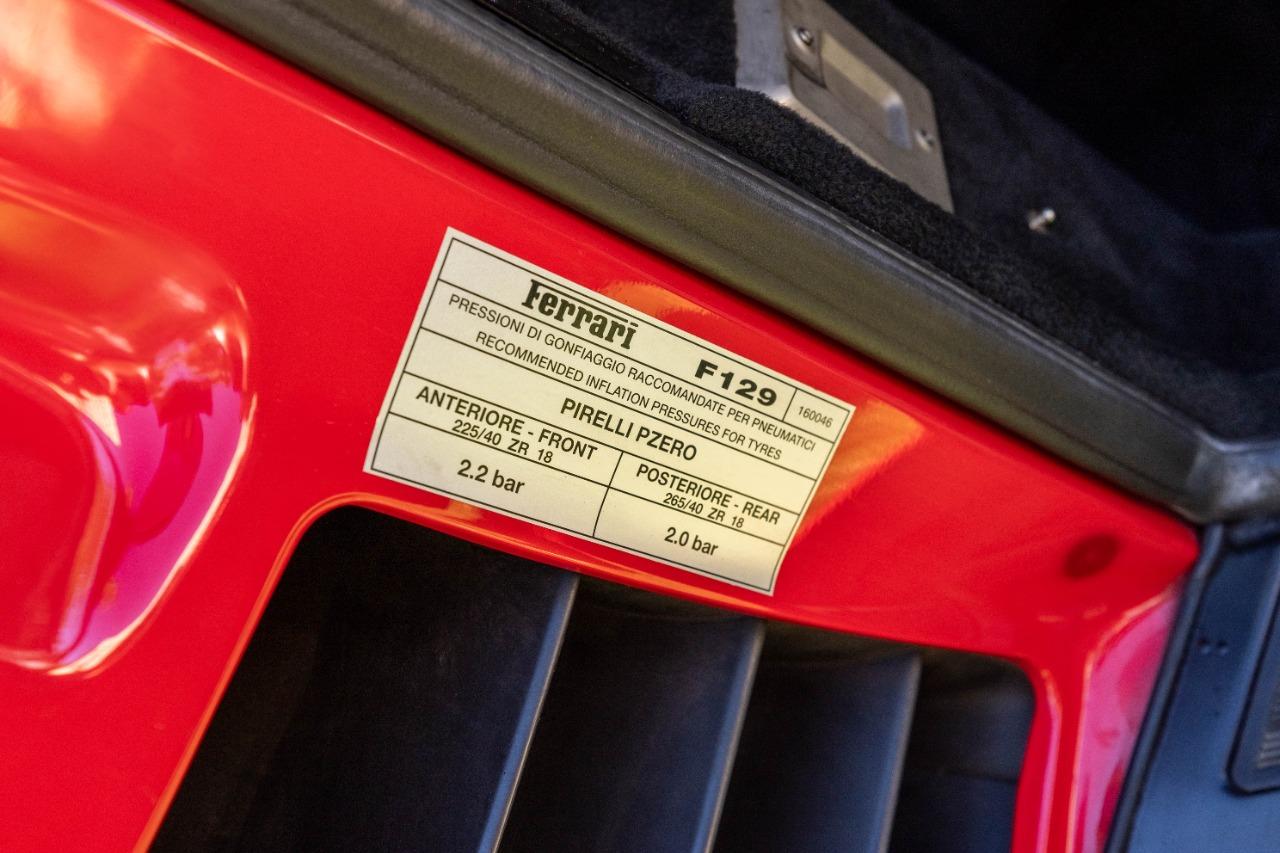 Ferrari F129 160046
PRESSIONI DI GONFIAGGIO RACCOMANDATE PER PNEUMATICI
RECOMMENDED INFLATION PRESSURES FOR TYRES
PIRELLI PZERO
ANTERIORE - FRONT
225/40 ZR 18
POSTERIORE - REAR
265/40 ZR 18
2.2 bar
2.0 bar